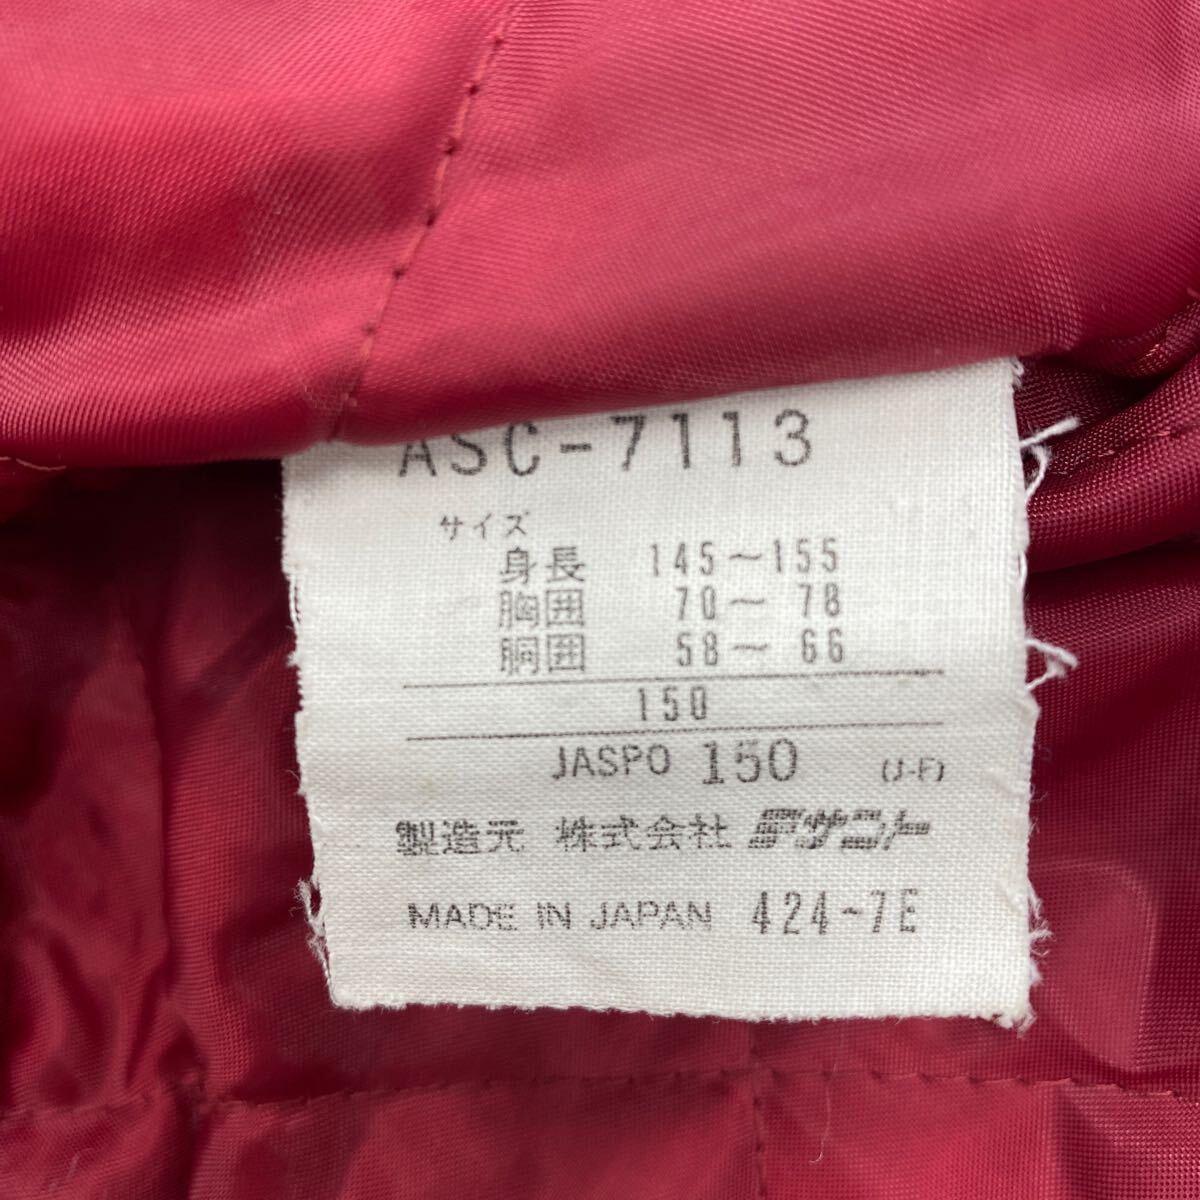 ASC-7113
サイズ
身長 145～155
胸囲 70～ 78
胴囲 58～ 66
150
JASPO 150 (J-F)
製造元 株式会社 デサント
MADE IN JAPAN 424-7E